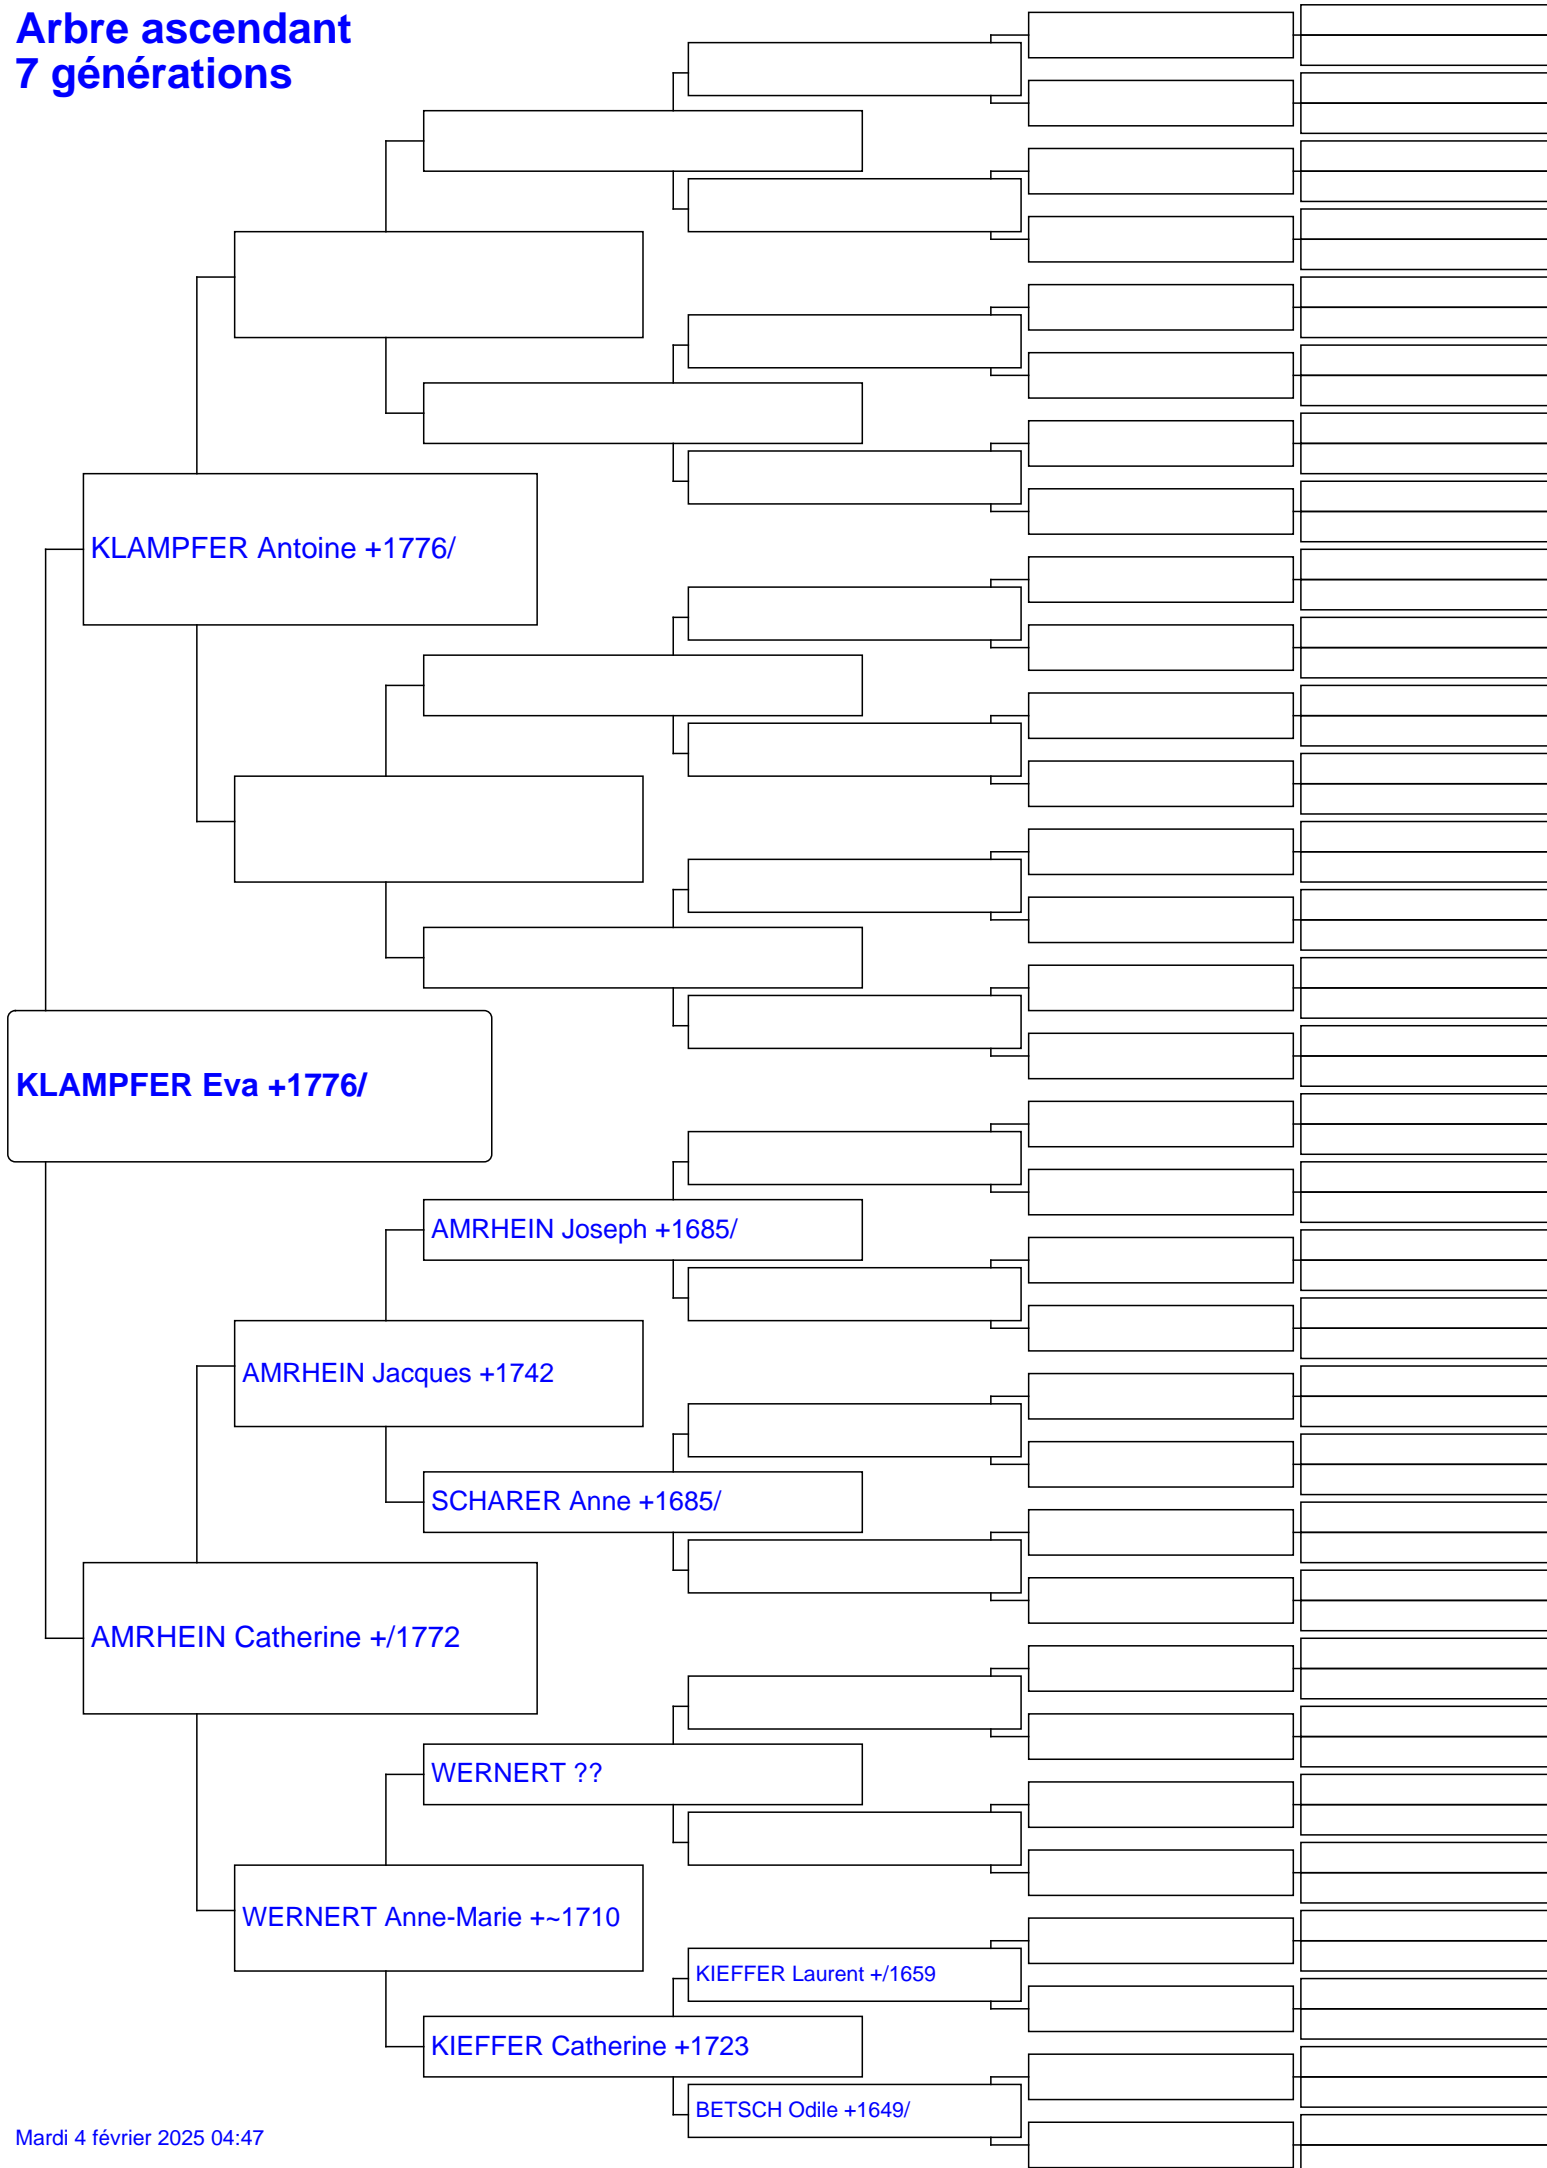 Arbre ascendant
7 générations
KLAMPFER Antoine +1776/
KLAMPFER Eva +1776/
AMRHEIN Joseph +1685/
AMRHEIN Jacques +1742
SCHARER Anne +1685/
AMRHEIN Catherine +/1772
WERNERT ??
WERNERT Anne-Marie +~1710
KIEFFER Laurent +/1659
KIEFFER Catherine +1723
BETSCH Odile +1649/
Mardi 4 février 2025 04:47